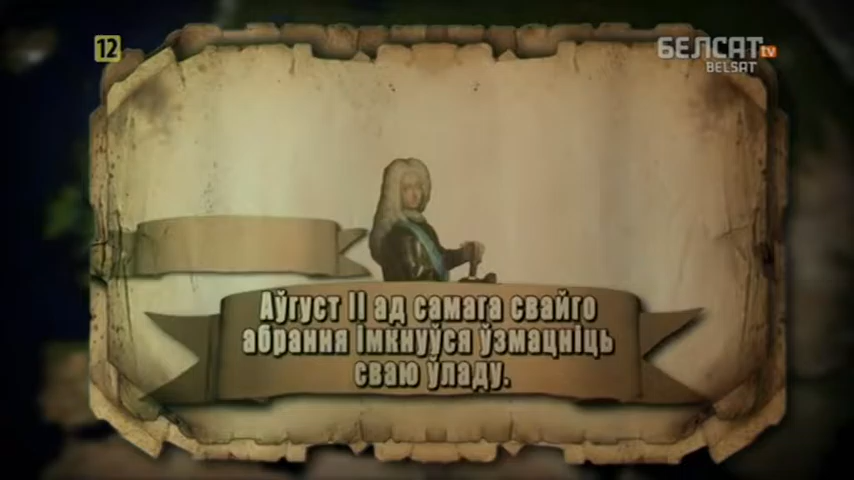 12
БЕЛСАТ tv
BELSAT
Аўгуст II ад самага свайго
абрання імкнуўся ўзмацніць
сваю ўладу.